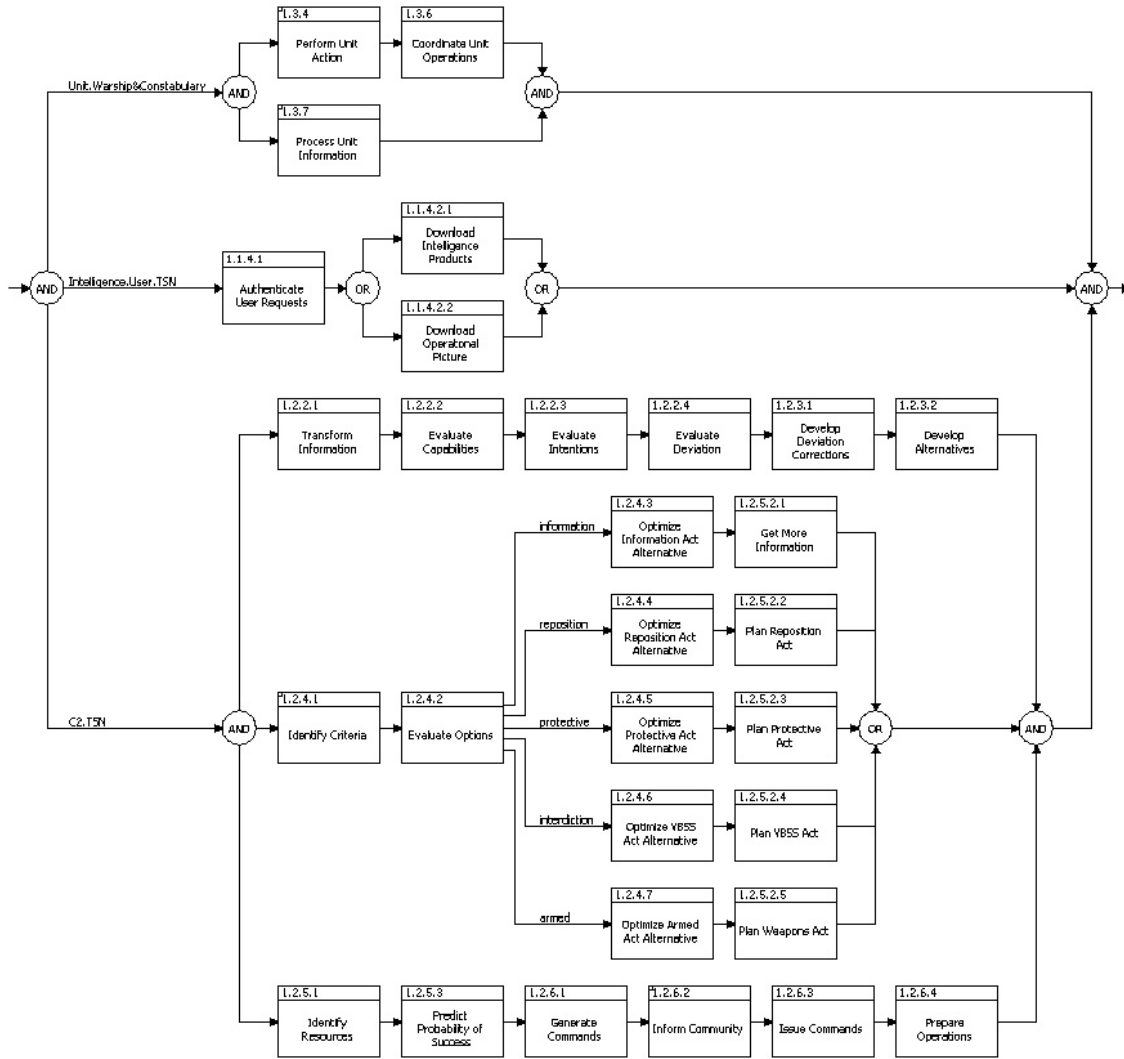 1.3.4
Perform Unit
Action
1.3.6
Coordinate Unit
Operations
Unit.Warship&Constabulary
AND
AND
1.3.7
Process Unit
Information
1.1.4.2.1
Download
Intelligence
Products
1.1.4.1
Authenticate
User Requests
AND
Intelligence.User.TSN
OR
OR
AND
1.1.4.2.2
Download
Operational
Picture
1.2.2.1
Transform
Information
1.2.2.2
Evaluate
Capabilities
1.2.2.3
Evaluate
Intentions
1.2.2.4
Evaluate
Deviation
1.2.3.1
Develop
Deviation
Corrections
1.2.3.2
Develop
Alternatives
information
1.2.4.3
Optimize
Information Act
Alternative
1.2.5.2.1
Get More
Information
reposition
1.2.4.4
Optimize
Reposition Act
Alternative
1.2.5.2.2
Plan Reposition
Act
C2.TSN
AND
1.2.4.1
Identify Criteria
1.2.4.2
Evaluate Options
protective
1.2.4.5
Optimize
Protective Act
Alternative
1.2.5.2.3
Plan Protective
Act
OR
AND
interdiction
1.2.4.6
Optimize VBSS
Act Alternative
1.2.5.2.4
Plan VBSS Act
armed
1.2.4.7
Optimize Armed
Act Alternative
1.2.5.2.5
Plan Weapons Act
1.2.5.1
Identify
Resources
1.2.5.3
Predict
Probability of
Success
1.2.6.1
Generate
Commands
1.2.6.2
Inform Community
1.2.6.3
Issue Commands
1.2.6.4
Prepare
Operations